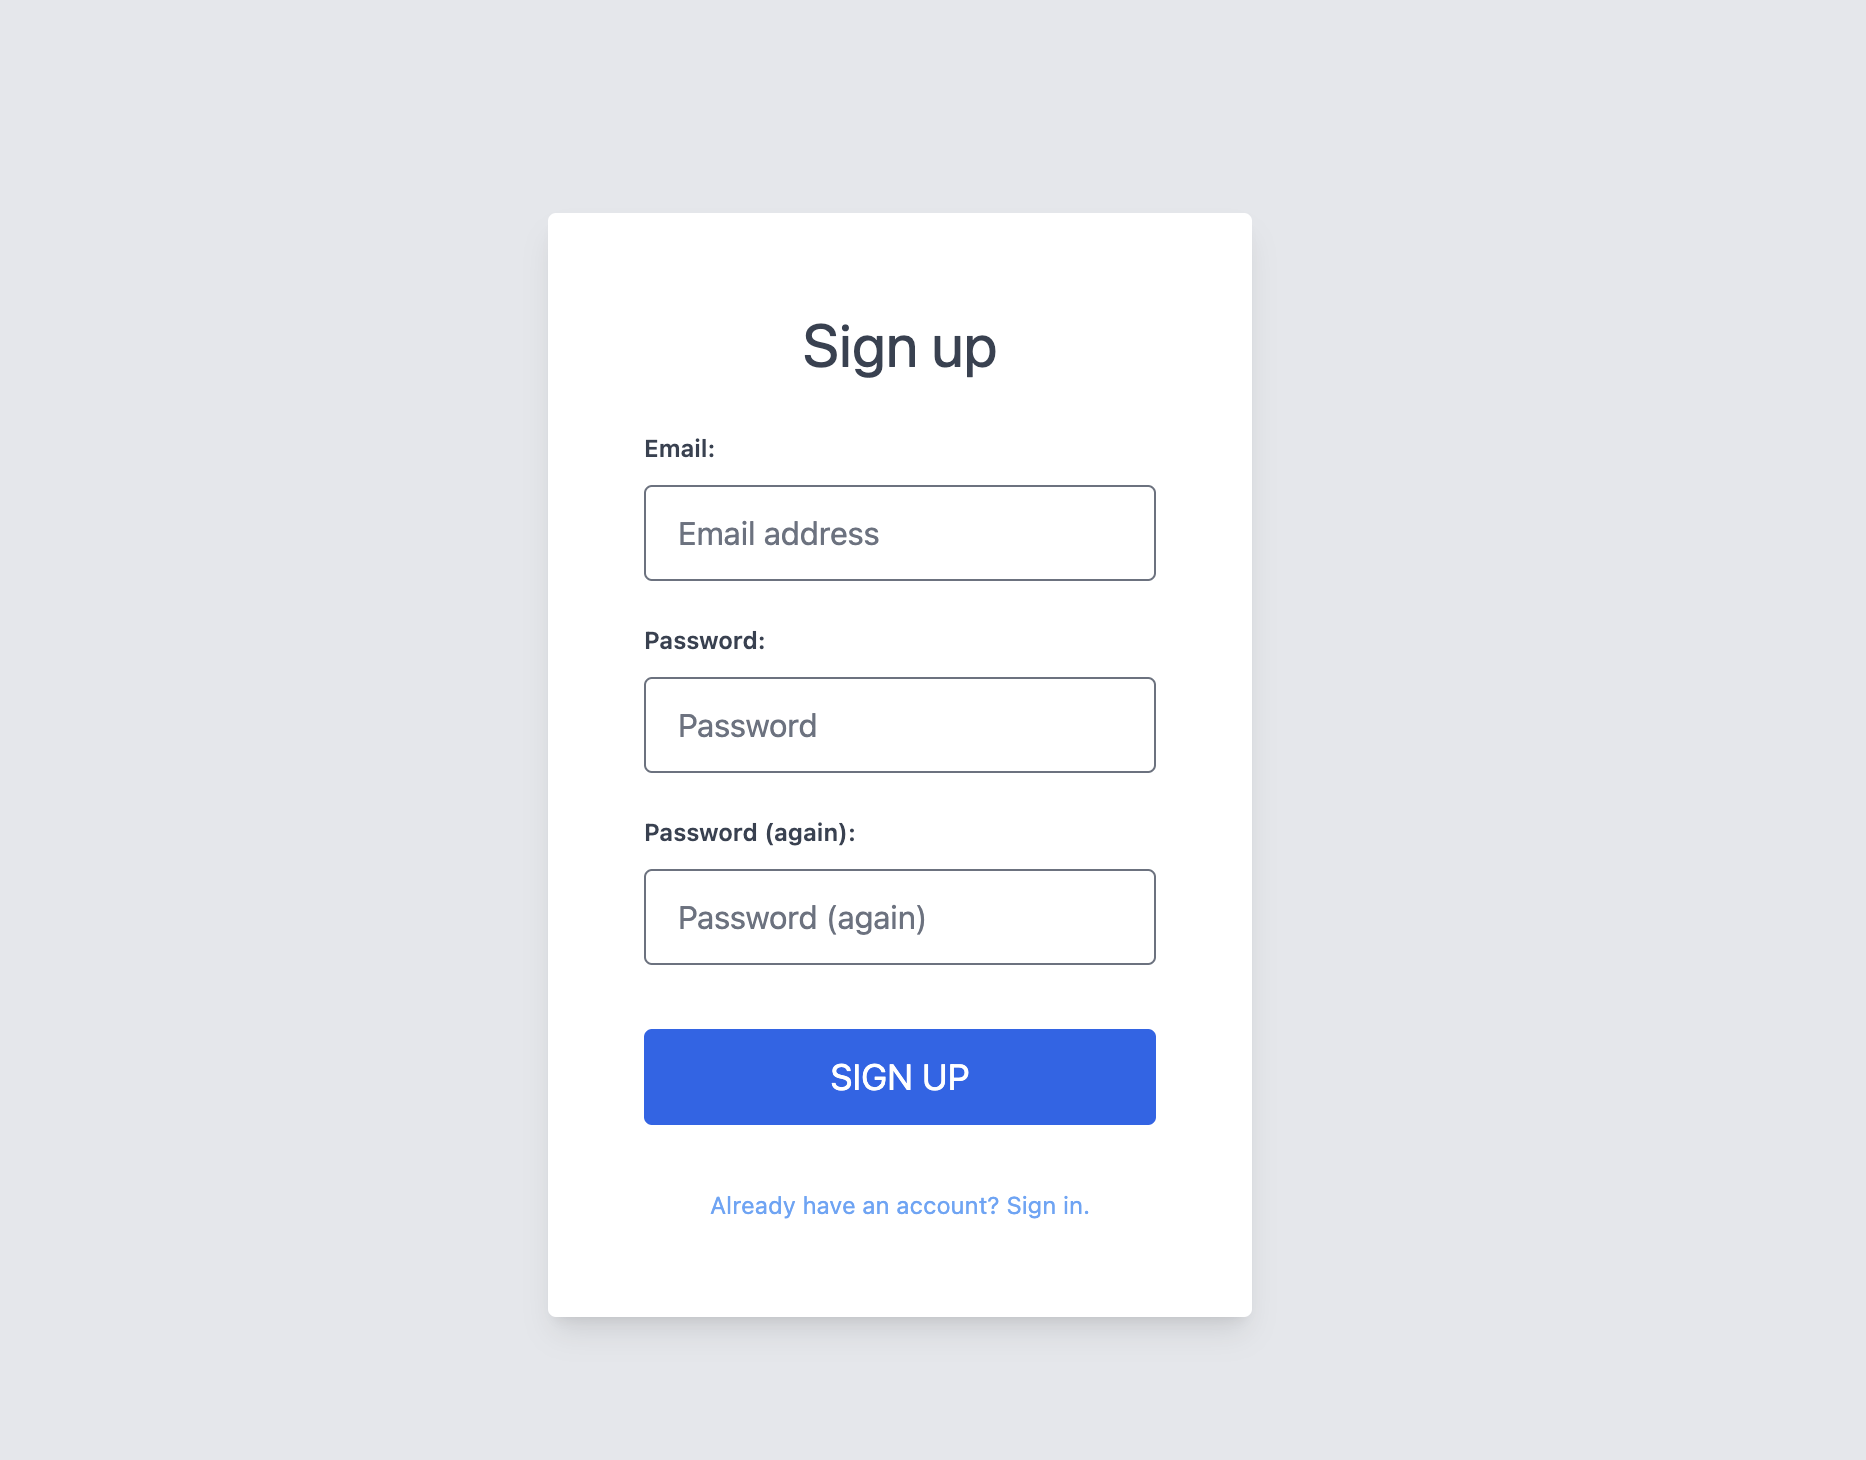 Sign up
Email:
Email address
Password:
Password
Password (again):
Password (again)
SIGN UP
Already have an account? Sign in.